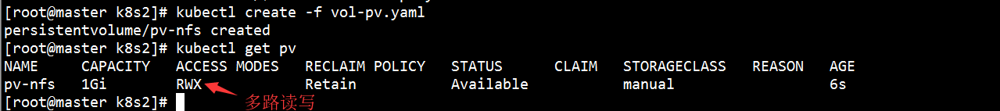 [root@master k8s2]# kubectl create -f vol-pv.yaml
persistentvolume/pv-nfs created
[root@master k8s2]# kubectl get pv
NAME CAPACITY ACCESS MODES RECLAIM POLICY STATUS CLAIM STORAGECLASS REASON AGE
pv-nfs 1Gi RWX Retain Available manual 6s
[root@master k8s2]# 多路读写